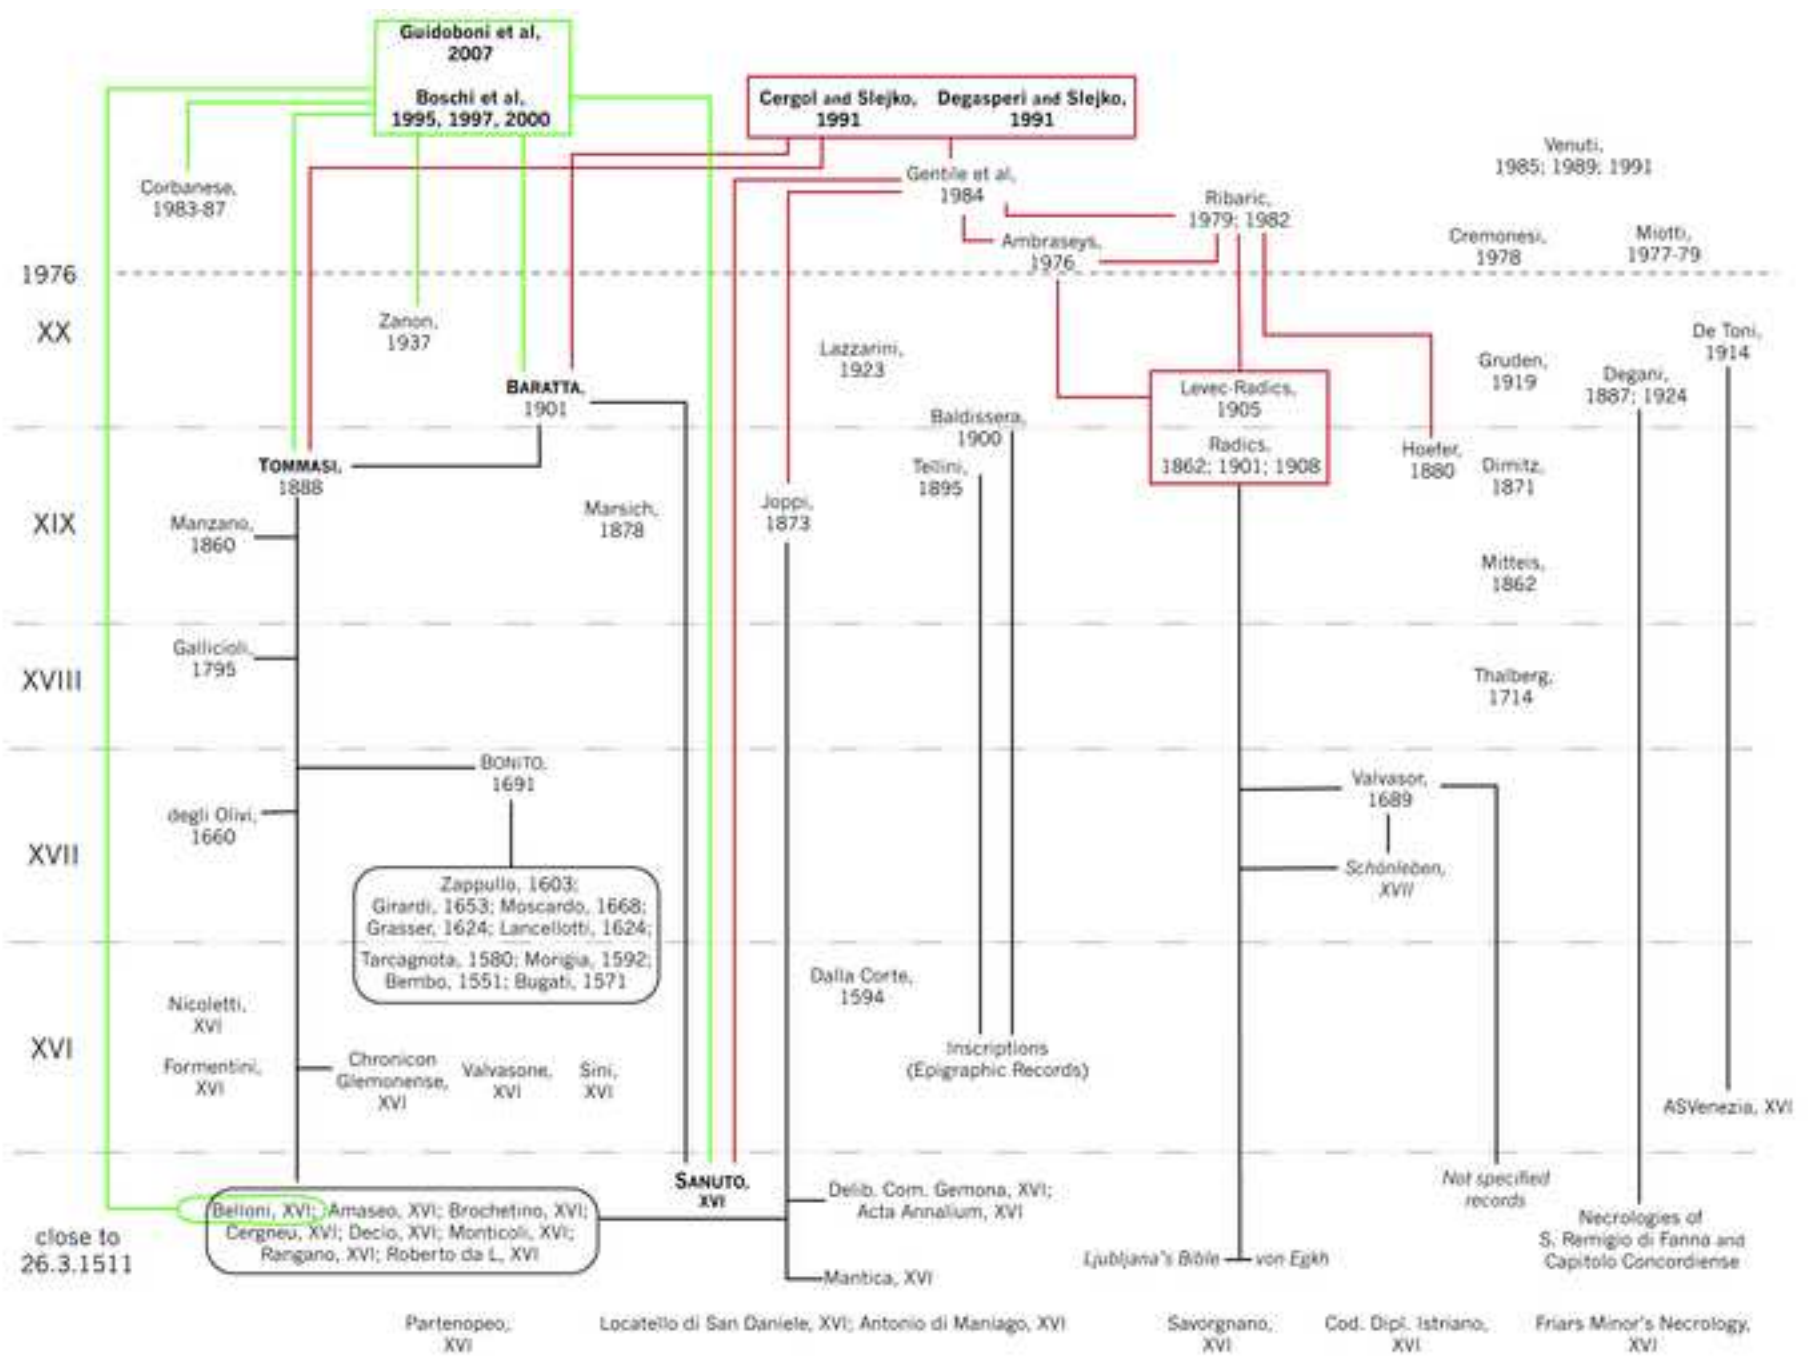 Guidoboni et al,
2007
Boschi et al,
1995, 1997, 2000
Cergol and Slejko,
1991
Degasperi and Slejko,
1991
Venuti,
1985; 1989; 1991
Corbanese,
1983-87
Gentile et al,
1984
Ribaric,
1979; 1982
Ambraseys,
1976
Cremonesi,
1978
Miotti,
1977-79
1976
XX
Zanon,
1937
Lazzarini,
1923
De Toni,
1914
Gruden,
1919
Degani,
1887; 1924
BARATTA,
1901
Levec-Radics,
1905
Radics,
1862; 1901; 1908
Baldissera,
1900
Hoefer,
1880
Dimitz,
1871
TOMMASI,
1888
Tellini,
1895
XIX
Manzano,
1860
Marsich,
1878
Joppi,
1873
Mitteis,
1862
Gallicioli,
1795
XVIII
Thalberg,
1714
BONITO,
1691
Valvasor,
1689
degli Olivi,
1660
XVII
Schönleben,
XVII
Zappullo, 1603;
Girardi, 1653; Moscardo, 1668;
Grasser, 1624; Lancellotti, 1624;
Tarcagnota, 1580; Morigia, 1592;
Bembo, 1551; Bugati, 1571
Dalla Corte,
1594
Nicoletti,
XVI
XVI
Formentini,
XVI
Chronicon
Glemonense,
XVI
Valvasone,
XVI
Sini,
XVI
Inscriptions
(Epigraphic Records)
ASVenezia, XVI
SANUTO,
XVI
Delib. Com. Gemona, XVI;
Acta Annalium, XVI
Not specified
records
close to
26.3.1511
Belloni, XVI; Amaseo, XVI; Brochetino, XVI;
Cergneu, XVI; Decio, XVI; Monticoli, XVI;
Rangano, XVI; Roberto da L, XVI
Mantica, XVI
Ljubljana's Bible
von Egkh
Necrologies of
S. Remigio di Fanna and
Capitolo Concordiense
Partenopeo,
XVI
Locatello di San Daniele, XVI; Antonio di Maniago, XVI
Savorgnano,
XVI
Cod. Dipl. Istriano,
XVI
Friars Minor's Necrology,
XVI